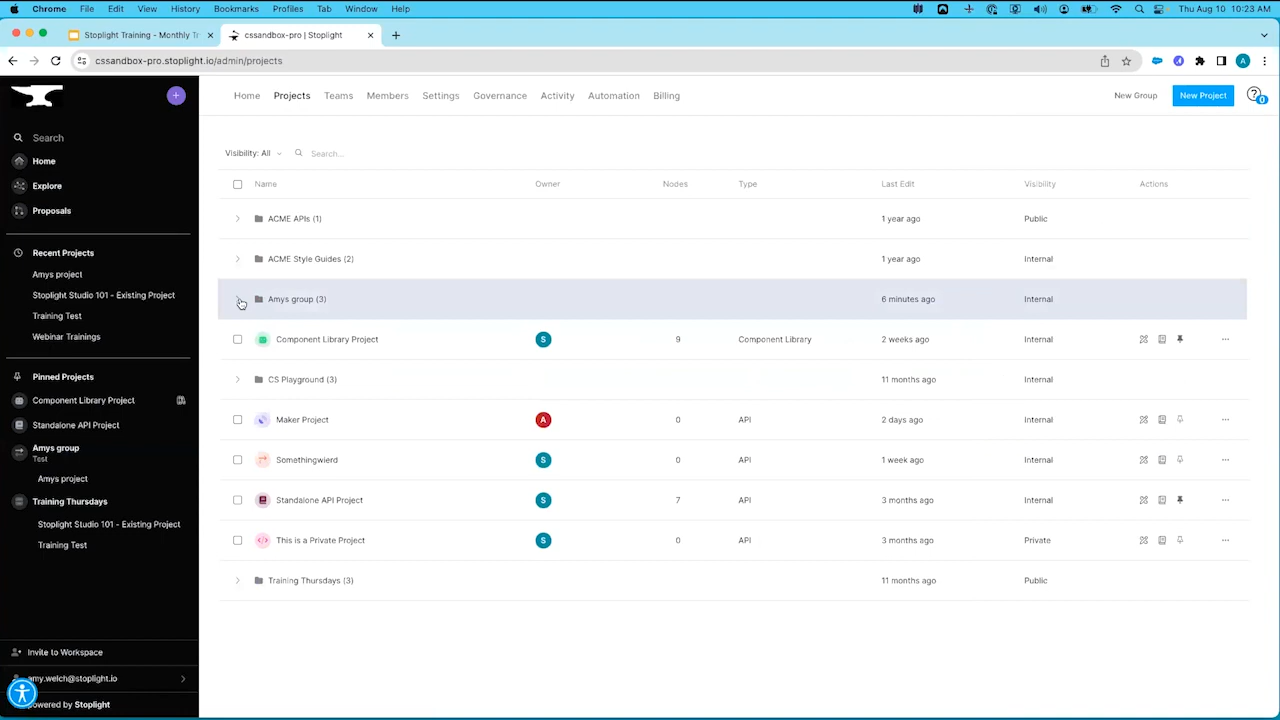 Chrome File Edit View History Bookmarks Profiles Tab Window Help Thu Aug 10 10:23 AM
Stoplight Training - Monthly Tr cssandbox-pro | Stoplight
cssandbox-pro.stoplight.io/admin/projects A
Home Projects Teams Members Settings Governance Activity Automation Billing New Group New Project ? 0
Search
Home
Explore
Proposals
Recent Projects
Amys project
Stoplight Studio 101 - Existing Project
Training Test
Webinar Trainings
Pinned Projects
Component Library Project
Standalone API Project
Amys group
Test
Amys project
Training Thursdays
Stoplight Studio 101 - Existing Project
Training Test
Invite to Workspace
amy.welch@stoplight.io
powered by Stoplight
Visibility: All Search...
Name Owner Nodes Type Last Edit Visibility Actions
ACME APIs (1) 1 year ago Public
ACME Style Guides (2) 1 year ago Internal
Amys group (3) 6 minutes ago Internal
Component Library Project S 9 Component Library 2 weeks ago Internal
CS Playground (3) 11 months ago Internal
Maker Project A 0 API 2 days ago Internal
Somethingwierd S 0 API 1 week ago Internal
Standalone API Project S 7 API 3 months ago Internal
This is a Private Project S 0 API 3 months ago Private
Training Thursdays (3) 11 months ago Public